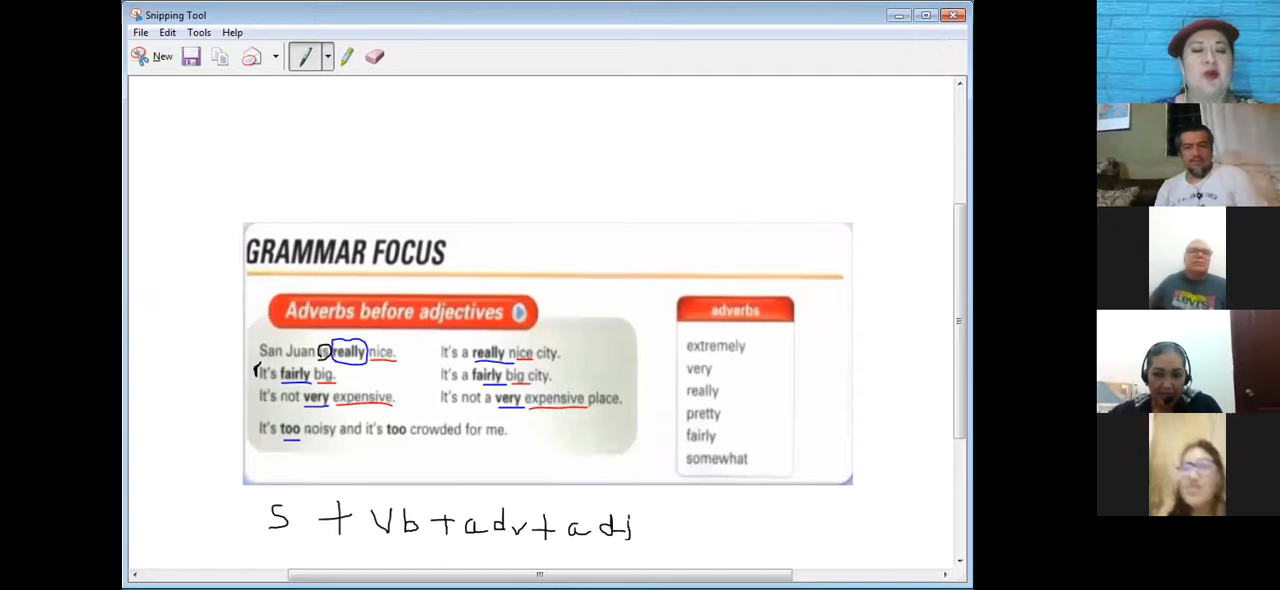 Snipping Tool
File Edit Tools Help
New
GRAMMAR FOCUS
Adverbs before adjectives
San Juan is really nice. It's a really nice city.
It's fairly big. It's a fairly big city.
It's not very expensive. It's not a very expensive place.
It's too noisy and it's too crowded for me.
adverbs
extremely
very
really
pretty
fairly
somewhat
S + Vb + adv + adj
Levi's